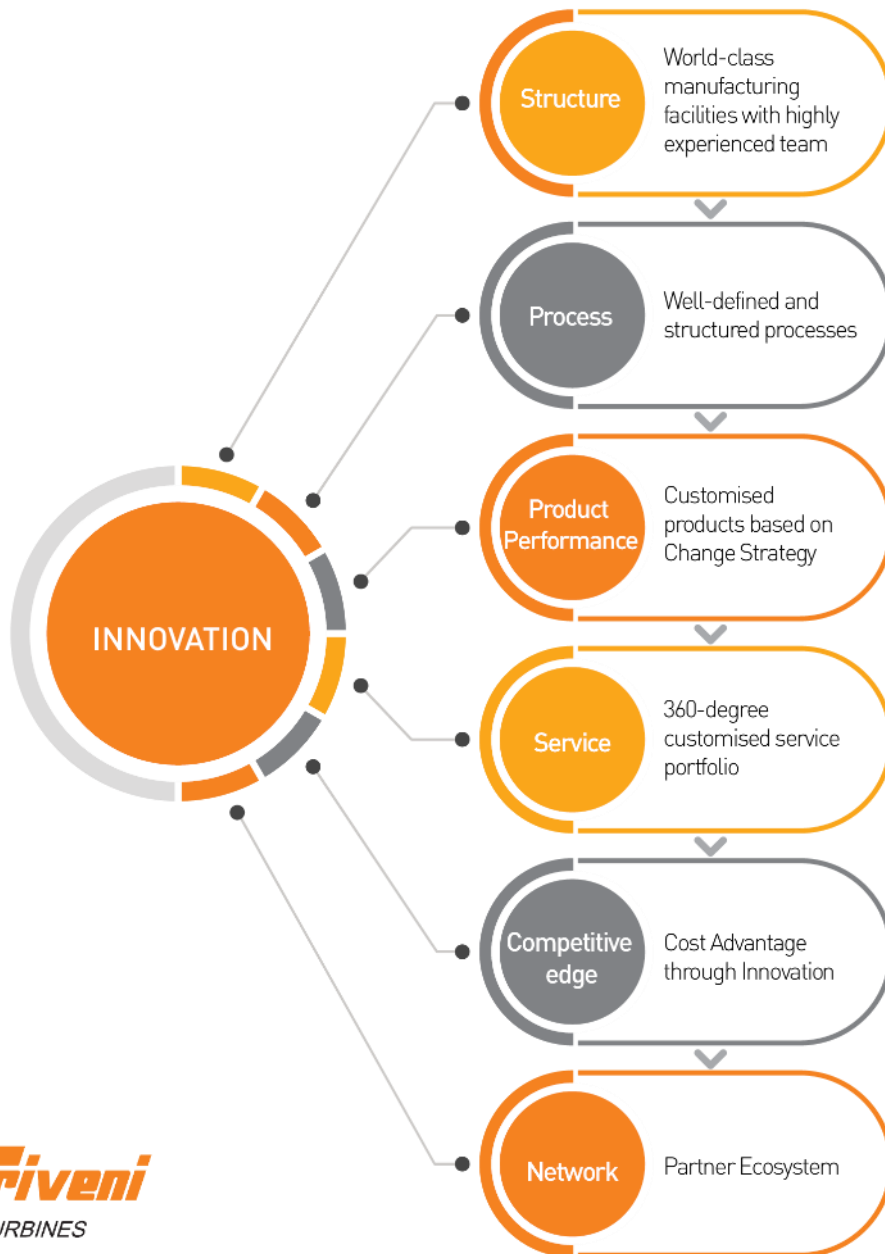 Structure
World-class
manufacturing
facilities with highly
experienced team
Process
Well-defined and
structured processes
INNOVATION
Product
Performance
Customised
products based on
Change Strategy
Service
360-degree
customised service
portfolio
Competitive
edge
Cost Advantage
through Innovation
Network
Partner Ecosystem
riveni
URBINES